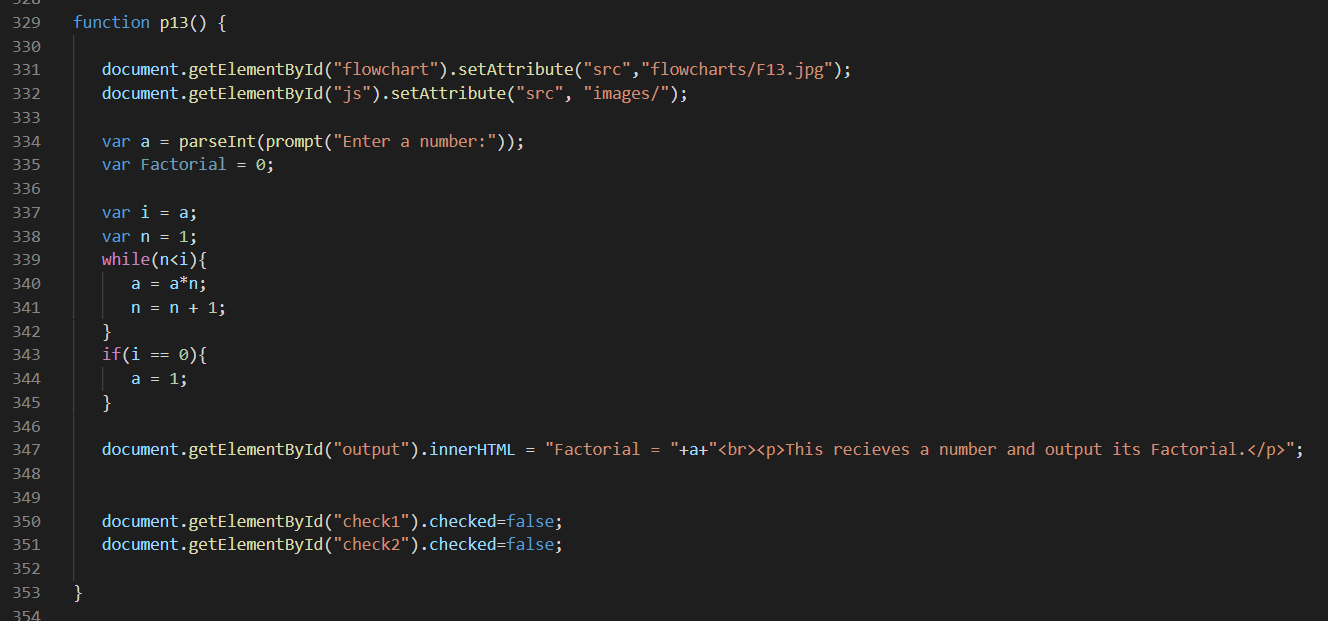 328
329 function p13() {
330
331 document.getElementById("flowchart").setAttribute("src","flowcharts/F13.jpg");
332 document.getElementById("js").setAttribute("src", "images/");
333
334 var a = parseInt(prompt("Enter a number:"));
335 var Factorial = 0;
336
337 var i = a;
338 var n = 1;
339 while(n<i){
340 a = a*n;
341 n = n + 1;
342 }
343 if(i == 0){
344 a = 1;
345 }
346
347 document.getElementById("output").innerHTML = "Factorial = "+a+"<br><p>This recieves a number and output its Factorial.</p>";
348
349
350 document.getElementById("check1").checked=false;
351 document.getElementById("check2").checked=false;
352
353 }
354